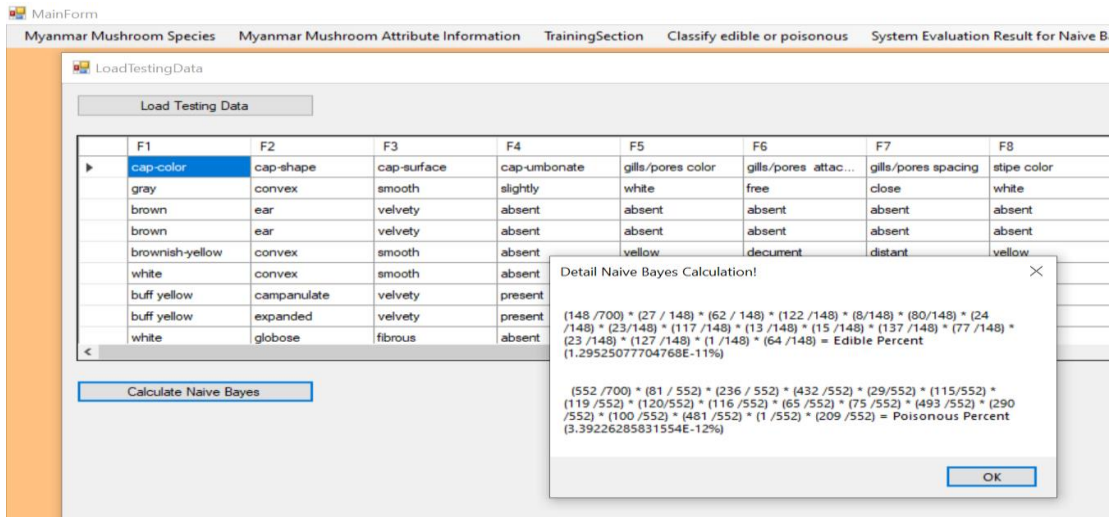 MainForm
Myanmar Mushroom Species Myanmar Mushroom Attribute Information TrainingSection Classify edible or poisonous System Evaluation Result for Naive B
LoadTestingData
Load Testing Data
F1 F2 F3 F4 F5 F6 F7 F8
cap-color cap-shape cap-surface cap-umbonate gills/pores color gills/pores attac... gills/pores spacing stipe color
gray convex smooth slightly white free close white
brown ear velvety absent absent absent absent absent
brown ear velvety absent absent absent absent absent
brownish-yellow convex smooth absent yellow decurrent distant yellow
white convex smooth absent
buff yellow campanulate velvety present
buff yellow expanded velvety present
white globose fibrous absent
Calculate Naive Bayes
Detail Naive Bayes Calculation!
(148 /700) * (27 / 148) * (62 / 148) * (122 /148) * (8/148) * (80/148) * (24
/148) * (23/148) * (117 /148) * (13 /148) * (15 /148) * (137 /148) * (77 /148) *
(23 /148) * (127 /148) * (1 /148) * (64 /148) = Edible Percent
(1.29525077704768E-11%)
(552 /700) * (81 / 552) * (236 / 552) * (432 /552) * (29/552) * (115/552) *
(119 /552) * (120/552) * (116 /552) * (65 /552) * (75 /552) * (493 /552) * (290
/552) * (100 /552) * (481 /552) * (1 /552) * (209 /552) = Poisonous Percent
(3.39226285831554E-12%)
OK